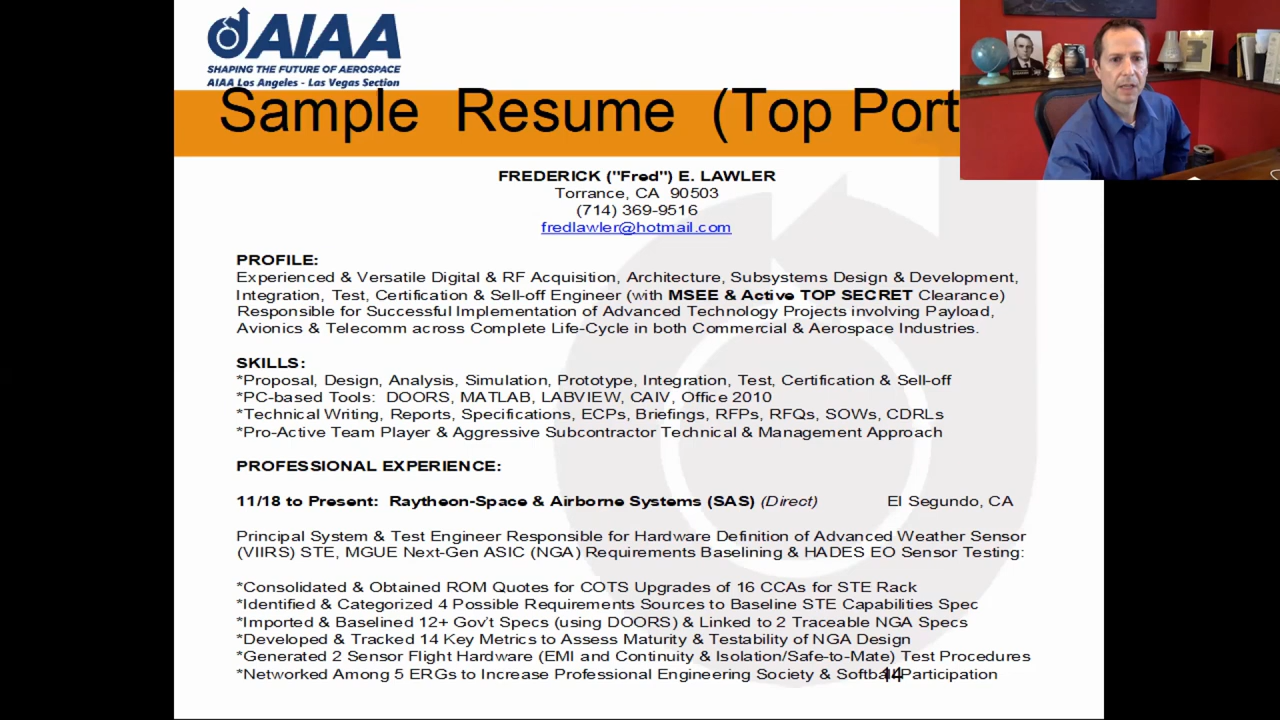 AIAA
SHAPING THE FUTURE OF AEROSPACE
AIAA Los Angeles - Las Vegas Section
Sample Resume (Top Port
FREDERICK ("Fred") E. LAWLER
Torrance, CA 90503
(714) 369-9516
fredlawler@hotmail.com
PROFILE:
Experienced & Versatile Digital & RF Acquisition, Architecture, Subsystems Design & Development,
Integration, Test, Certification & Sell-off Engineer (with MSEE & Active TOP SECRET Clearance)
Responsible for Successful Implementation of Advanced Technology Projects involving Payload,
Avionics & Telecomm across Complete Life-Cycle in both Commercial & Aerospace Industries.
SKILLS:
*Proposal, Design, Analysis, Simulation, Prototype, Integration, Test, Certification & Sell-off
*PC-based Tools: DOORS, MATLAB, LABVIEW, CAIV, Office 2010
*Technical Writing, Reports, Specifications, ECPs, Briefings, RFPs, RFQs, SOWs, CDRLs
*Pro-Active Team Player & Aggressive Subcontractor Technical & Management Approach
PROFESSIONAL EXPERIENCE:
11/18 to Present: Raytheon-Space & Airborne Systems (SAS) (Direct) El Segundo, CA
Principal System & Test Engineer Responsible for Hardware Definition of Advanced Weather Sensor
(VIIRS) STE, MGUE Next-Gen ASIC (NGA) Requirements Baselining & HADES EO Sensor Testing:
*Consolidated & Obtained ROM Quotes for COTS Upgrades of 16 CCAs for STE Rack
*Identified & Categorized 4 Possible Requirements Sources to Baseline STE Capabilities Spec
*Imported & Baselined 12+ Gov't Specs (using DOORS) & Linked to 2 Traceable NGA Specs
*Developed & Tracked 14 Key Metrics to Assess Maturity & Testability of NGA Design
*Generated 2 Sensor Flight Hardware (EMI and Continuity & Isolation/Safe-to-Mate) Test Procedures
*Networked Among 5 ERGs to Increase Professional Engineering Society & Softball Participation
14